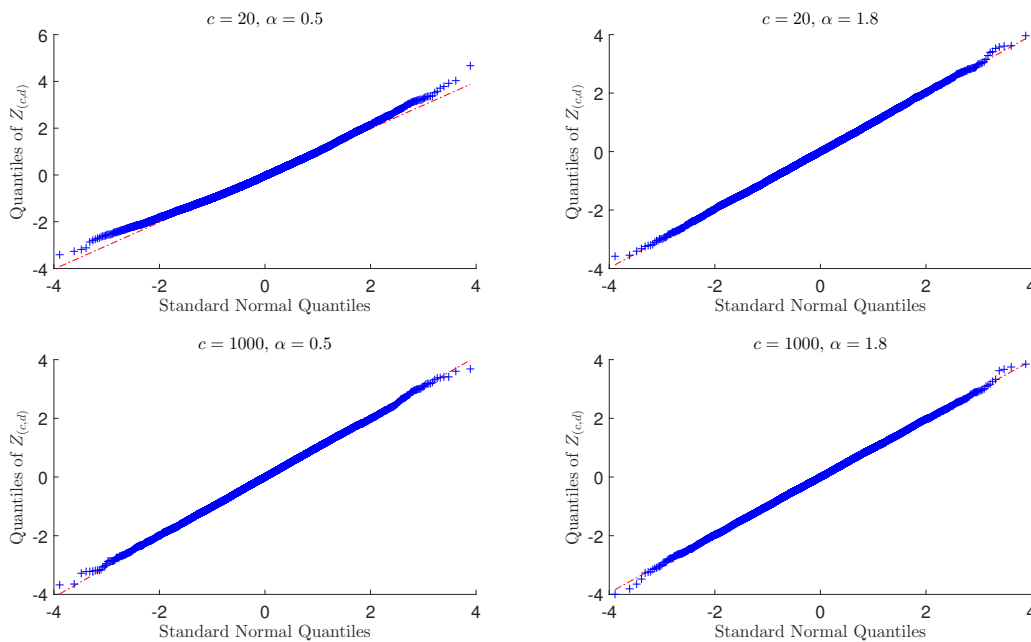 c = 20, α = 0.5
6
4
2
0
-2
-4
-4 -2 0 2 4
Quantiles of Z(c,d)
Standard Normal Quantiles
c = 20, α = 1.8
4
2
0
-2
-4
-4 -2 0 2 4
Quantiles of Z(c,d)
Standard Normal Quantiles
c = 1000, α = 0.5
4
2
0
-2
-4
-4 -2 0 2 4
Quantiles of Z(c,d)
Standard Normal Quantiles
c = 1000, α = 1.8
4
2
0
-2
-4
-4 -2 0 2 4
Quantiles of Z(c,d)
Standard Normal Quantiles